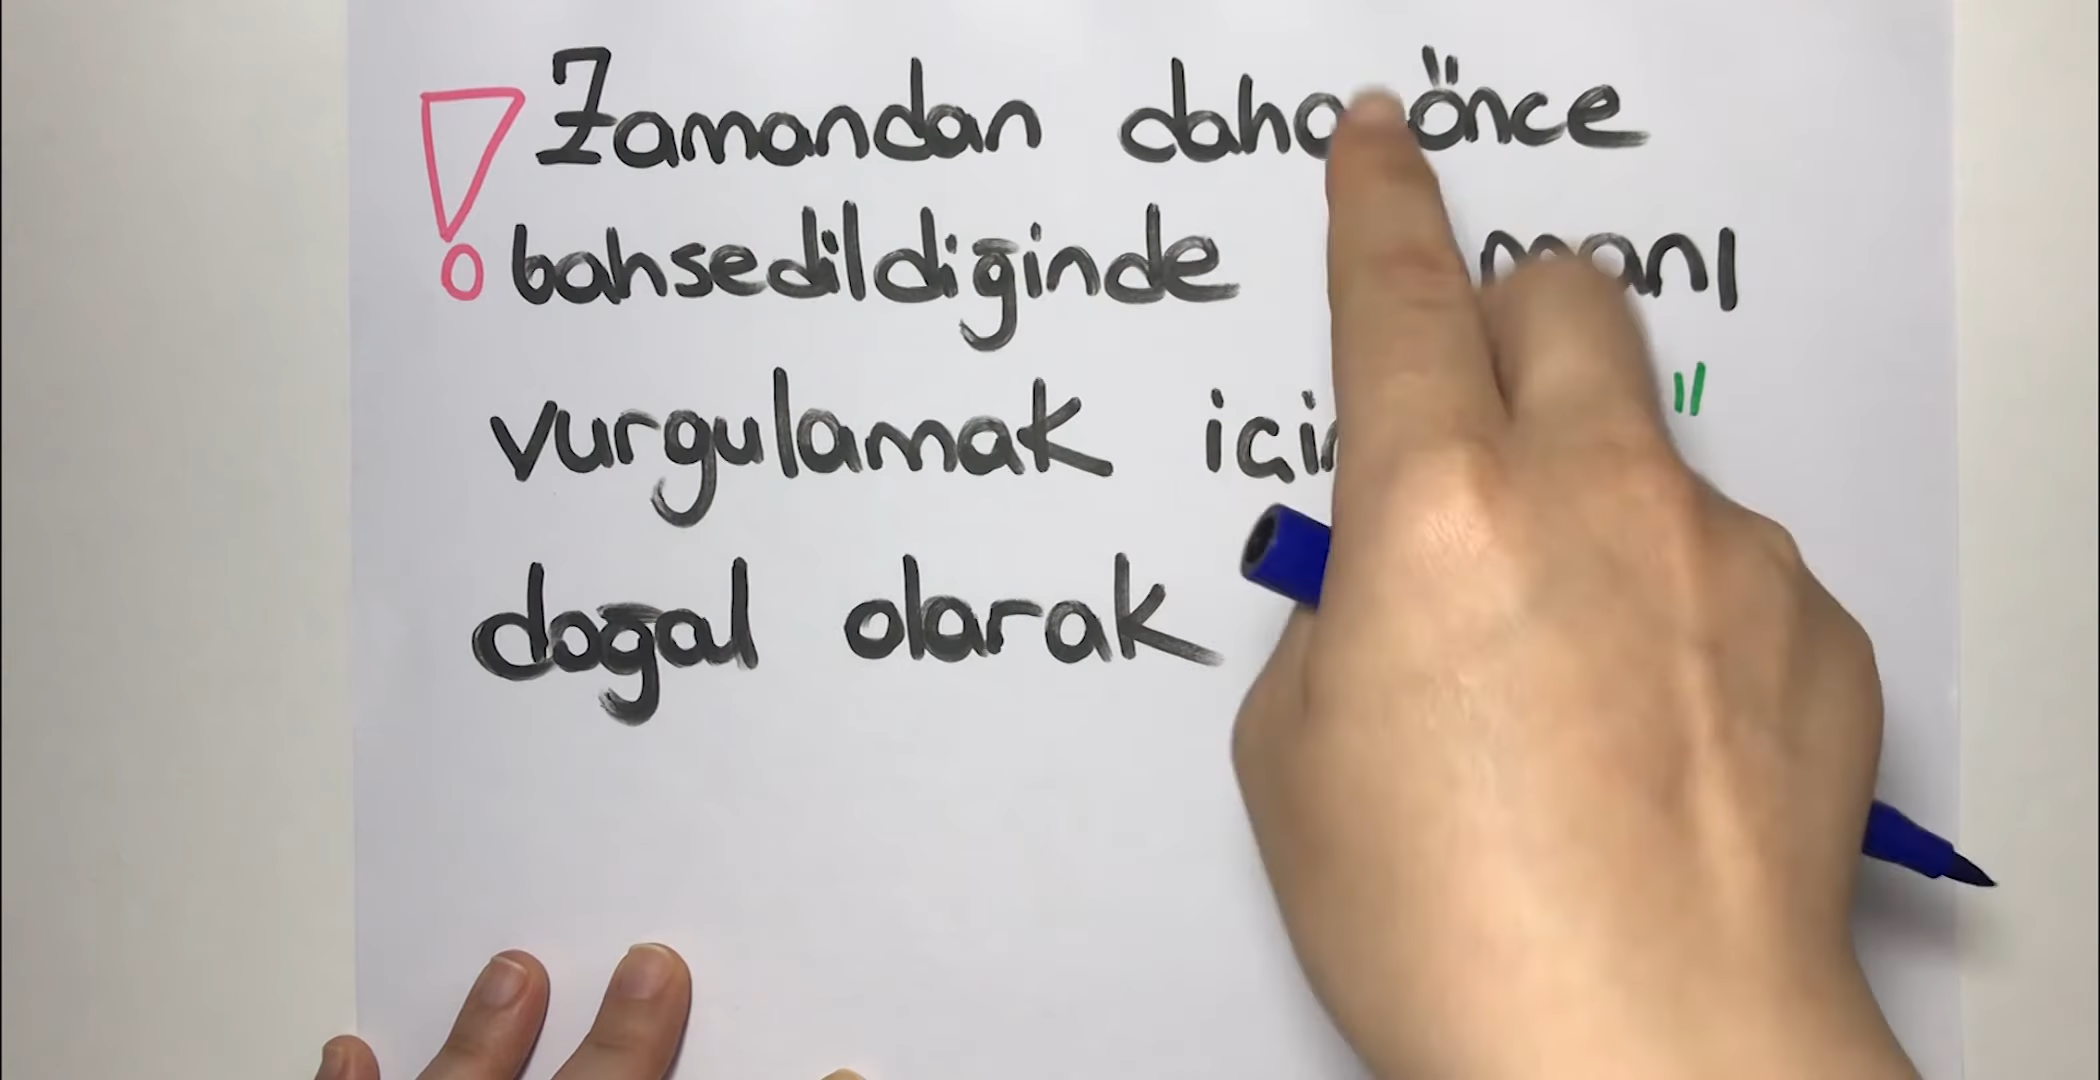 Zamandan daha önce
bahsedildiğinde
vurgulamak için "
doğal olarak